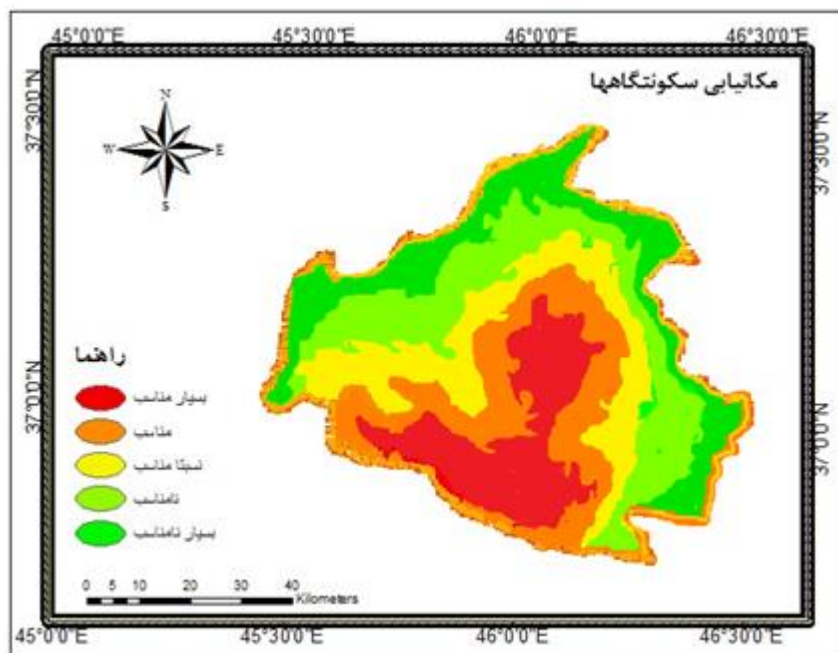 45°0'0"E 45°30'0"E 46°0'0"E 46°30'0"E
مکانیابی سکونتگاهها
37°30'0"N
37°30'0"N
N
W E
S
راهنما
بسیار مناسب
مناسب
نسبتا مناسب
نامناسب
بسیار نامناسب
37°0'0"N
37°0'0"N
0 5 10 20 30 40
Kilometers
45°0'0"E 45°30'0"E 46°0'0"E 46°30'0"E